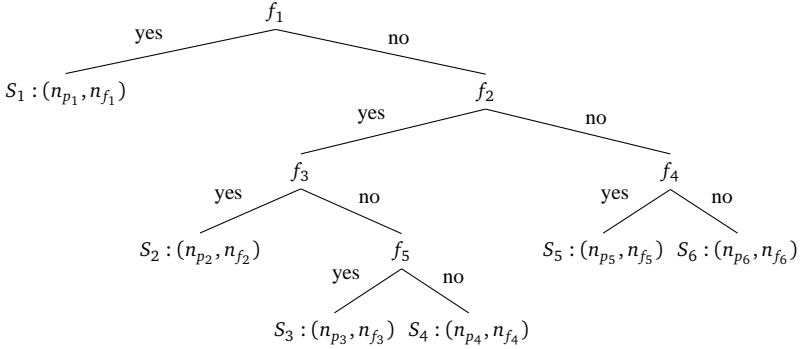 f₁
yes no
S₁ : (n_{p₁}, n_{f₁}) f₂
yes no
f₃ f₄
yes no yes no
S₂ : (n_{p₂}, n_{f₂}) f₅ S₅ : (n_{p₅}, n_{f₅}) S₆ : (n_{p₆}, n_{f₆})
yes no
S₃ : (n_{p₃}, n_{f₃}) S₄ : (n_{p₄}, n_{f₄})